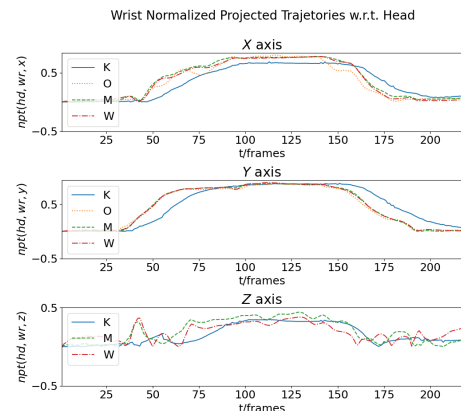 Wrist Normalized Projected Trajetories w.r.t. Head
X axis
npt(hd, wr, x)
0.5
−0.5
K
O
M
W
25 50 75 100 125 150 175 200
t/frames
Y axis
npt(hd, wr, y)
0.5
−0.5
K
O
M
W
25 50 75 100 125 150 175 200
t/frames
Z axis
npt(hd, wr, z)
0.5
−0.5
K
M
W
25 50 75 100 125 150 175 200
t/frames